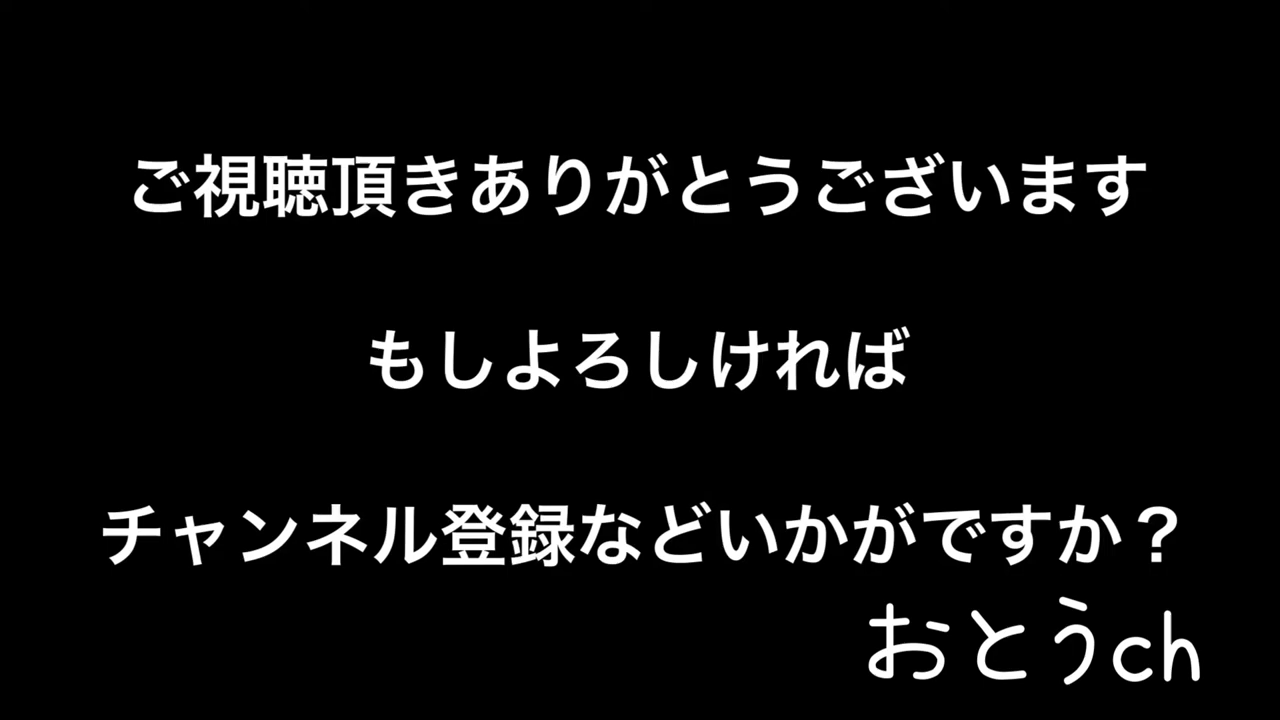 ご視聴頂きありがとうございます
もしよろしければ
チャンネル登録などいかがですか？
おとうch